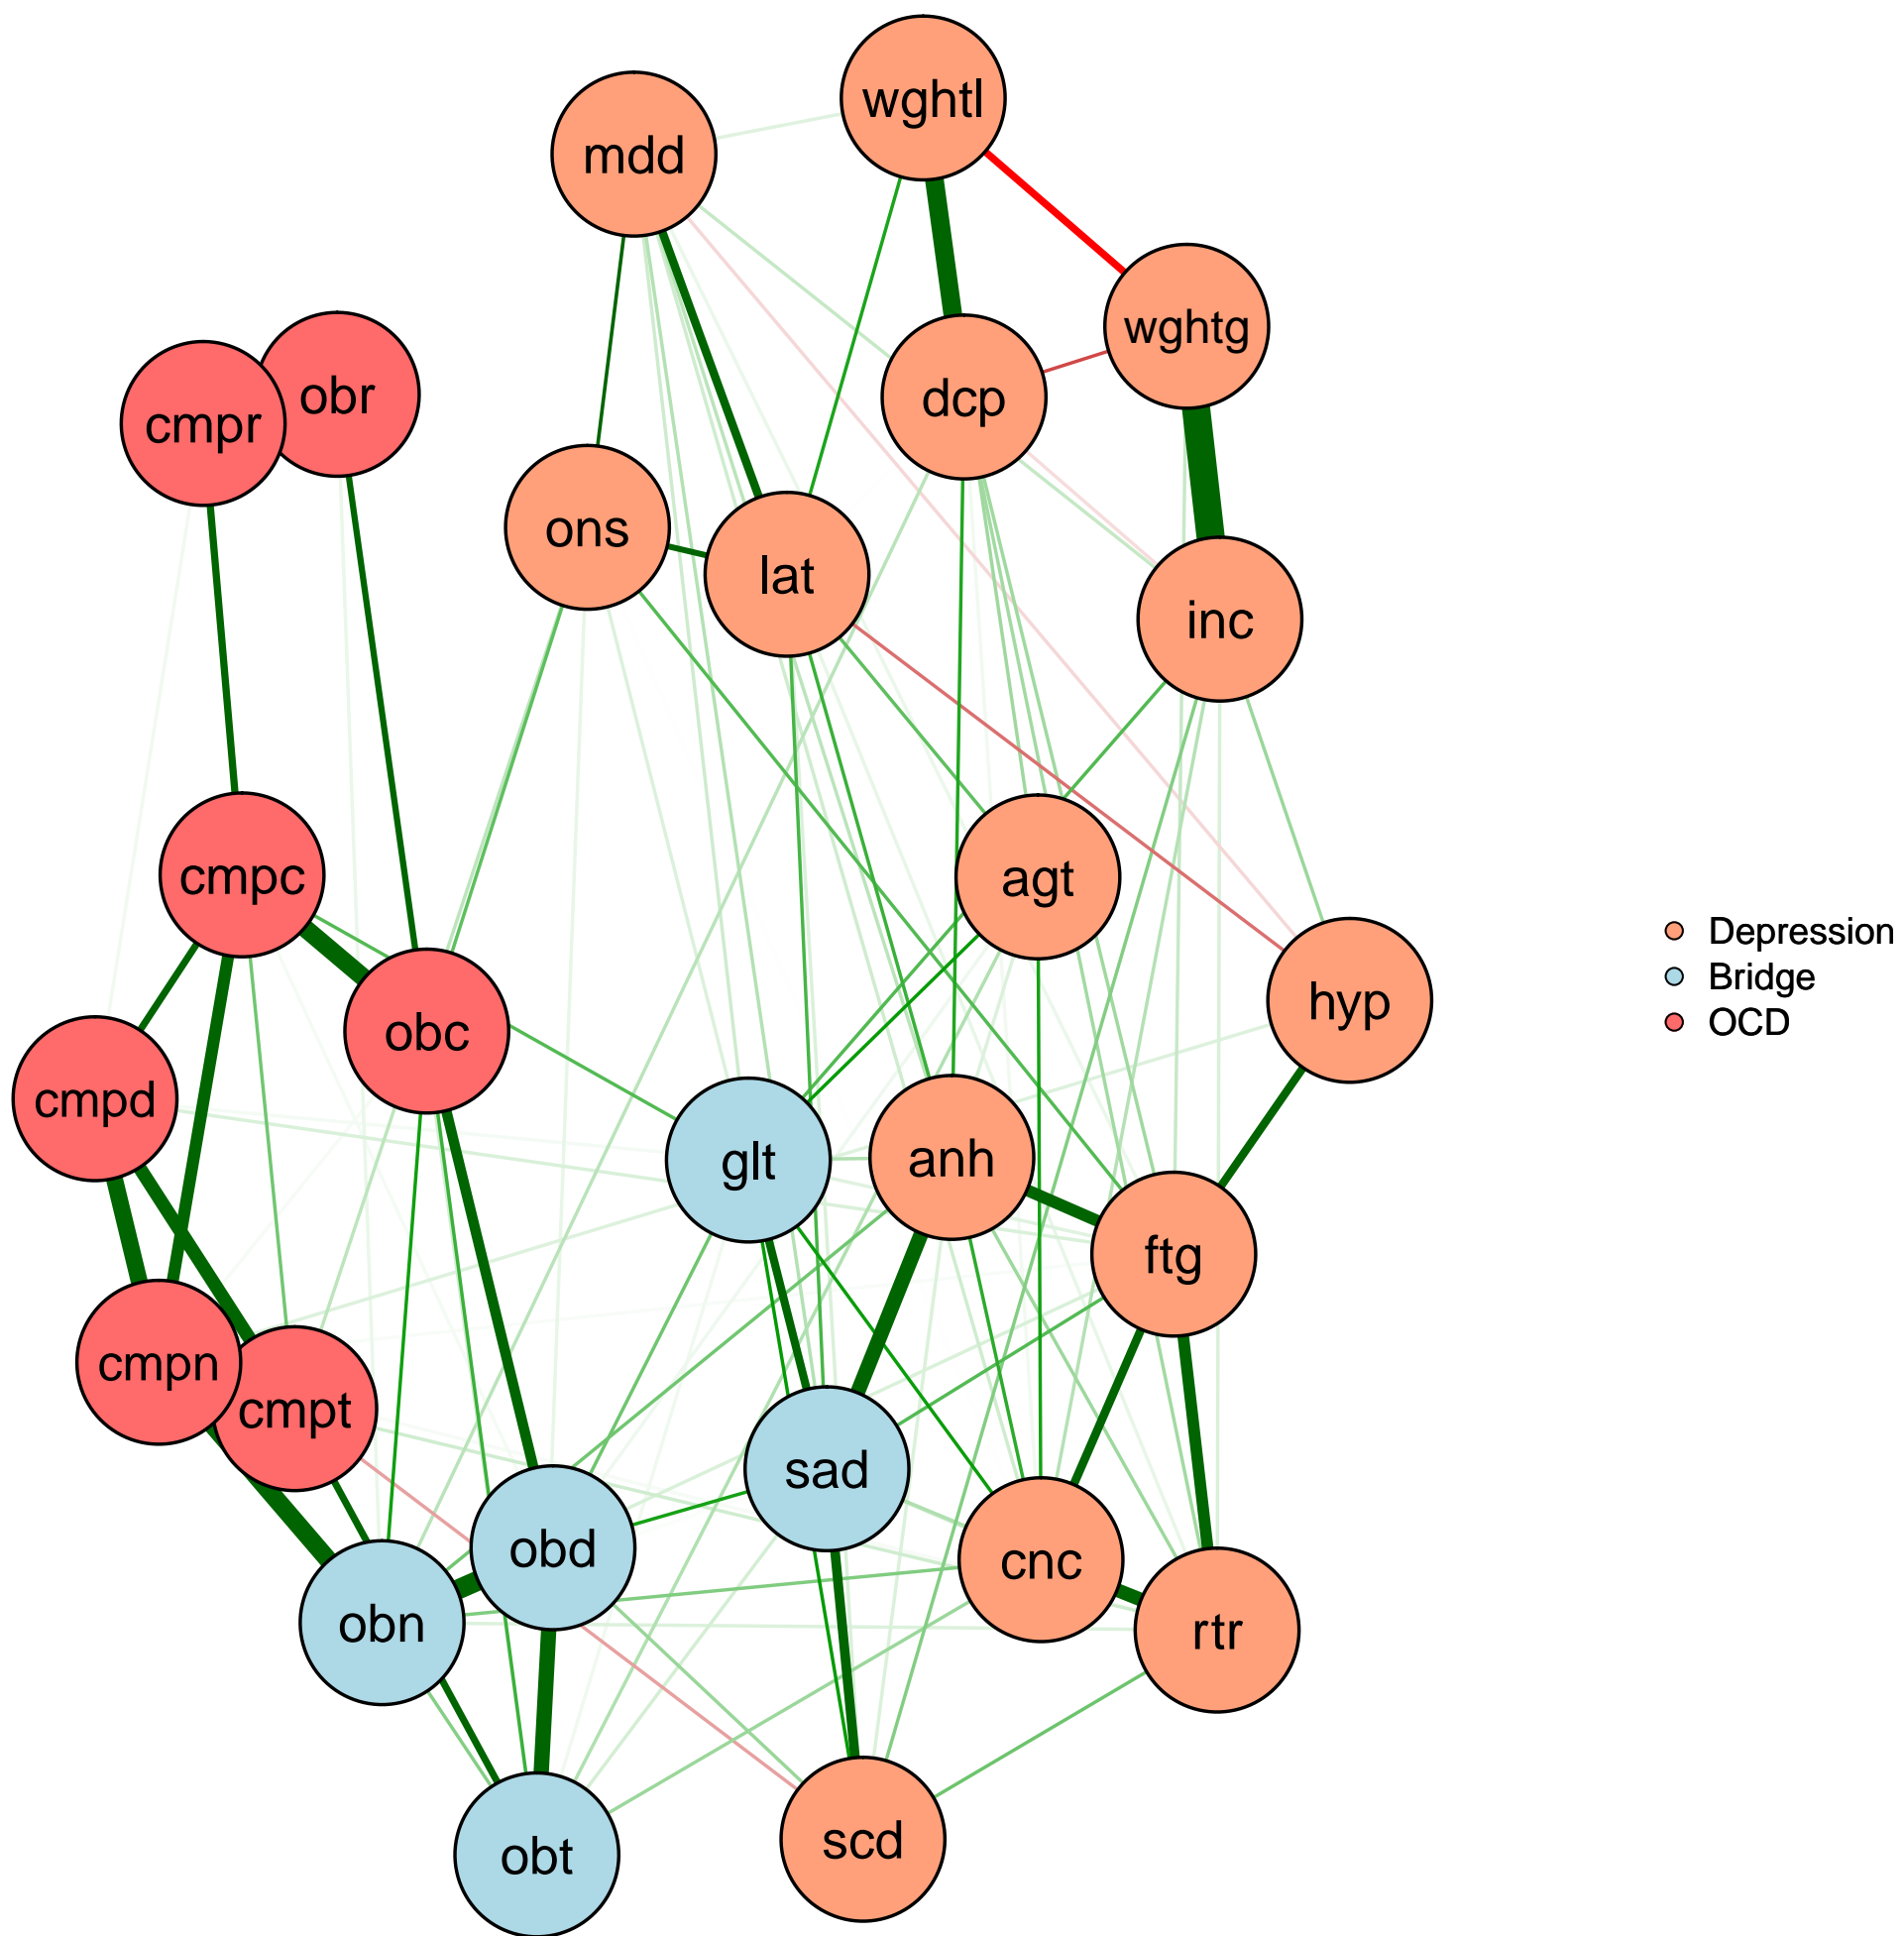 wghtl
mdd
wghtg
dcp
obr
cmpr
ons
lat
inc
cmpc
agt
Depression
Bridge
OCD
hyp
obc
cmpd
glt
anh
ftg
cmpn
cmpt
sad
obd
cnc
obn
rtr
scd
obt